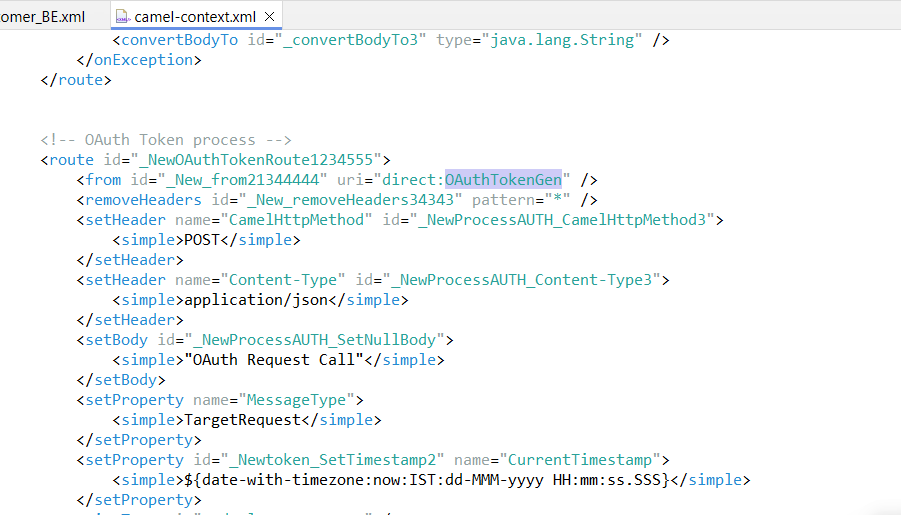 omer_BE.xml camel-context.xml
<convertBodyTo id="_convertBodyTo3" type="java.lang.String" />
</onException>
</route>
<!-- OAuth Token process -->
<route id="_NewOAuthTokenRoute1234555">
<from id="_New_from21344444" uri="direct:OAuthTokenGen" />
<removeHeaders id="_New_removeHeaders34343" pattern="*" />
<setHeader name="CamelHttpMethod" id="_NewProcessAUTH_CamelHttpMethod3">
<simple>POST</simple>
</setHeader>
<setHeader name="Content-Type" id="_NewProcessAUTH_Content-Type3">
<simple>application/json</simple>
</setHeader>
<setBody id="_NewProcessAUTH_SetNullBody">
<simple>"OAuth Request Call"</simple>
</setBody>
<setProperty name="MessageType">
<simple>TargetRequest</simple>
</setProperty>
<setProperty id="_Newtoken_SetTimestamp2" name="CurrentTimestamp">
<simple>${date-with-timezone:now:IST:dd-MMM-yyyy HH:mm:ss.SSS}</simple>
</setProperty>